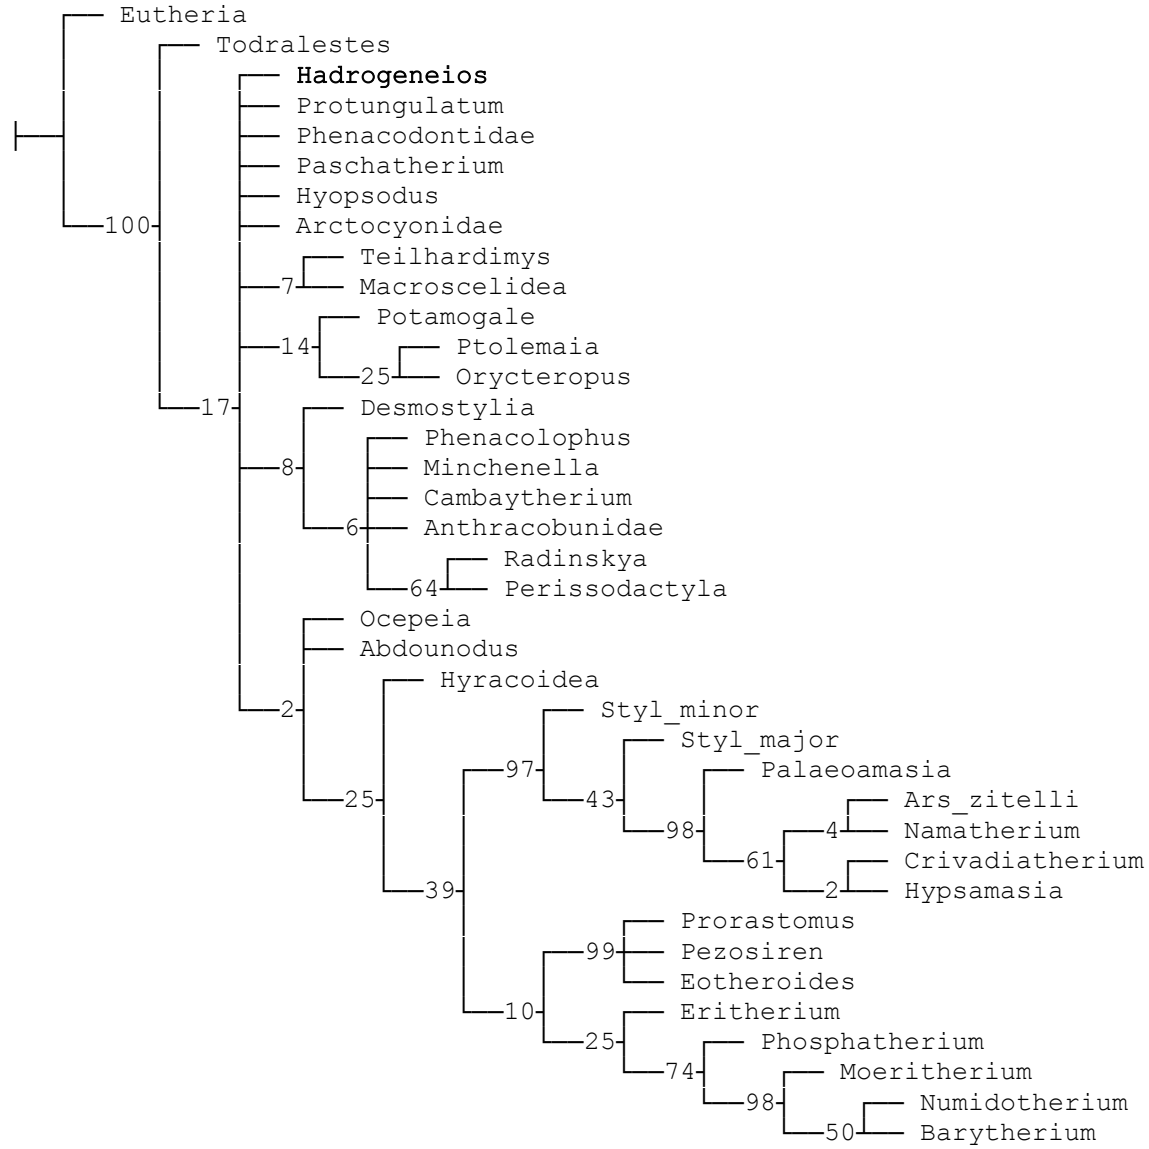 Eutheria
Todralestes
Hadrogeneios
Protungulatum
Phenacodontidae
Paschatherium
Hyopsodus
100 Arctocyonidae
Teilhardimys
7 Macroscelidea
Potamogale
14 Ptolemaia
25 Orycteropus
17 Desmostylia
Phenacolophus
8 Minchenella
Cambaytherium
6 Anthracobunidae
Radinskya
64 Perissodactyla
Ocepeia
Abdounodus
Hyracoidea
2 Styl_minor
Styl_major
97 Palaeoamasia
25 43 Ars_zitelli
98 4 Namatherium
61 Crivadiatherium
39 2 Hypsamasia
Prorastomus
99 Pezosiren
Eotheroides
10 Eritherium
25 Phosphatherium
74 Moeritherium
98 Numidotherium
50 Barytherium